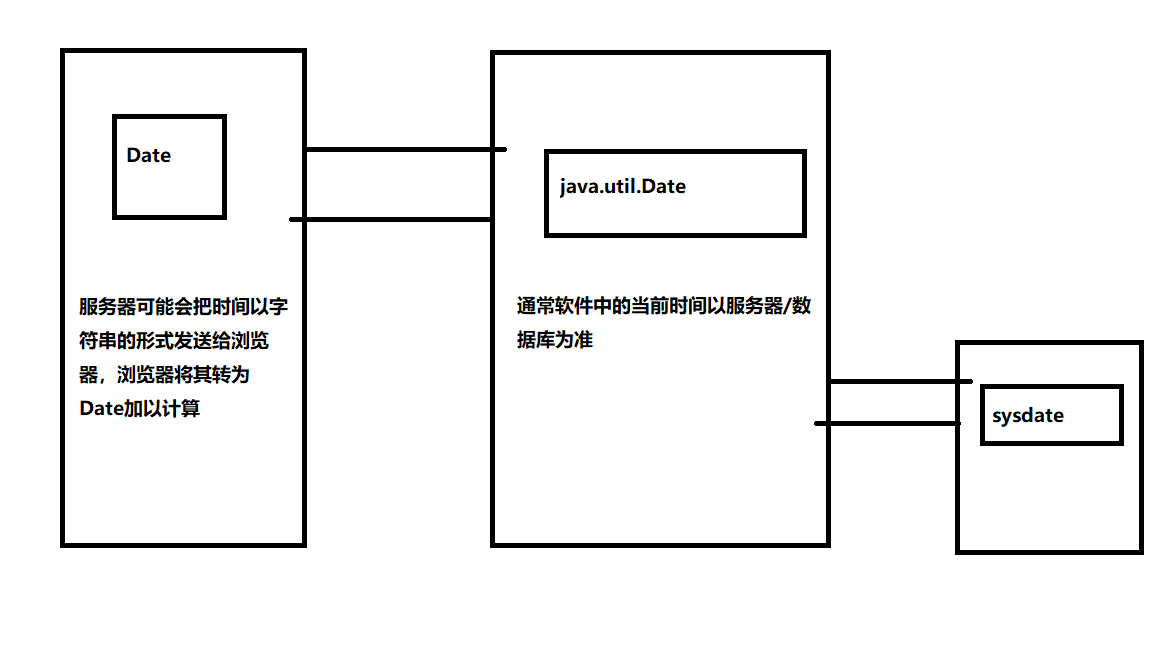 Date
服务器可能会把时间以字
符串的形式发送给浏览
器，浏览器将其转为
Date加以计算
java.util.Date
通常软件中的当前时间以服务器/数
据库为准
sysdate